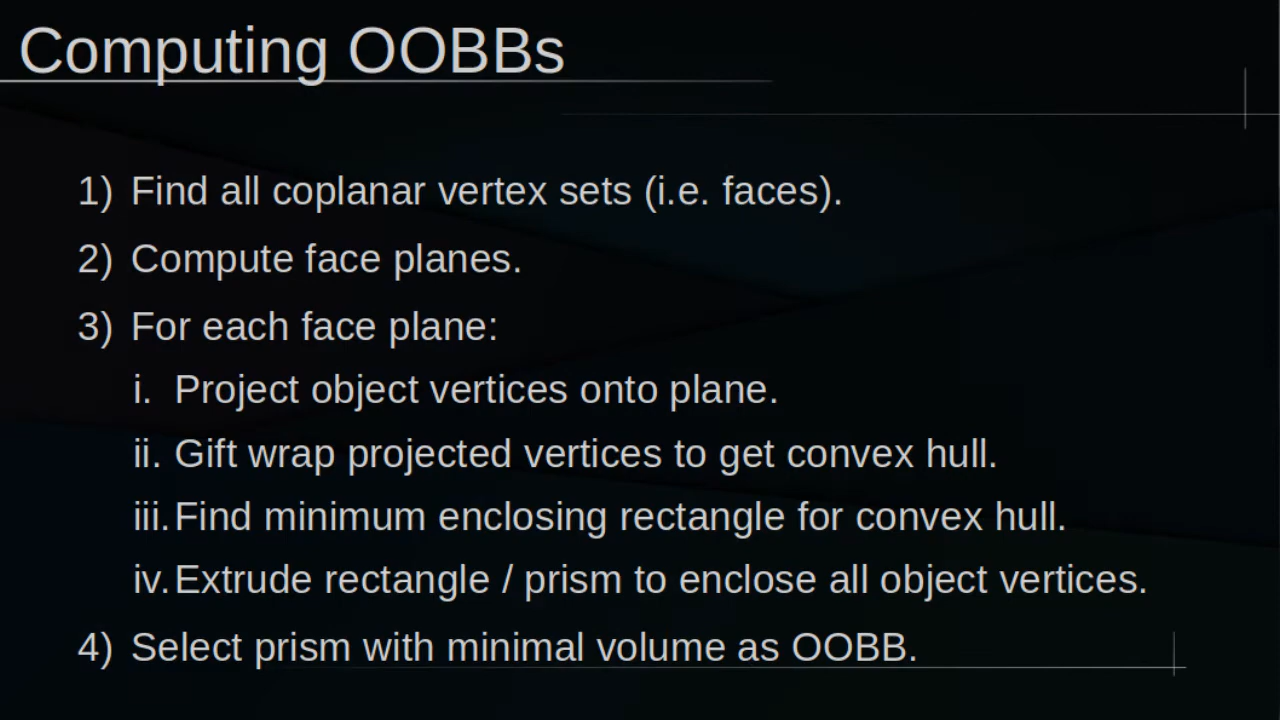 Computing OOBBs
1) Find all coplanar vertex sets (i.e. faces).
2) Compute face planes.
3) For each face plane:
i. Project object vertices onto plane.
ii. Gift wrap projected vertices to get convex hull.
iii. Find minimum enclosing rectangle for convex hull.
iv. Extrude rectangle / prism to enclose all object vertices.
4) Select prism with minimal volume as OOBB.